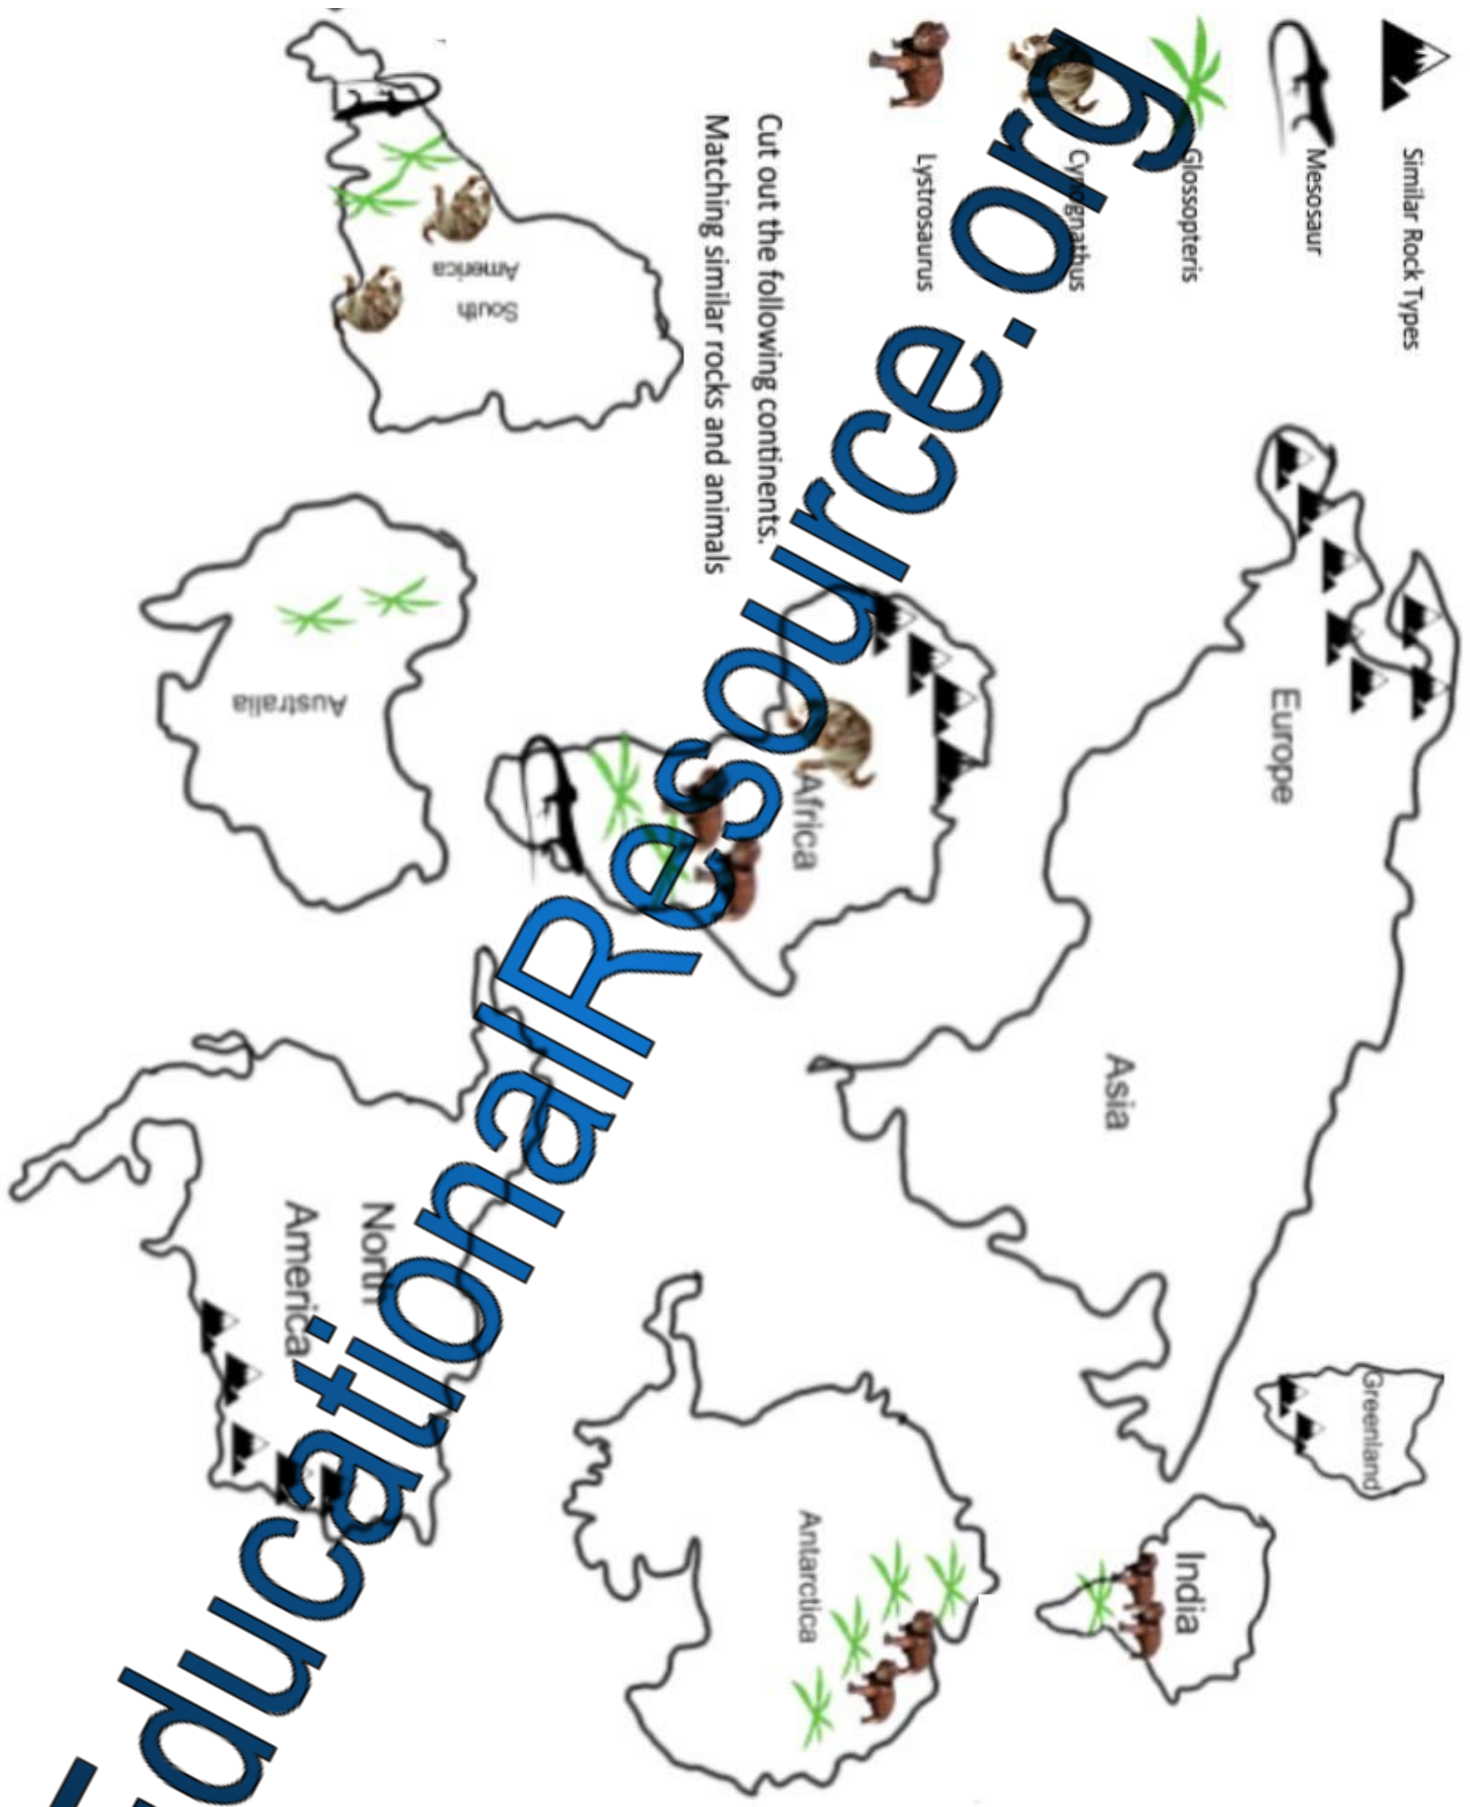 Similar Rock Types
Mesosaur
Glossopteris
Cynognathus
Lystrosaurus
Cut out the following continents.
Matching similar rocks and animals
South
America
Europe
Asia
Africa
Australia
Greenland
India
North
America
Antarctica
EducationalResource.org